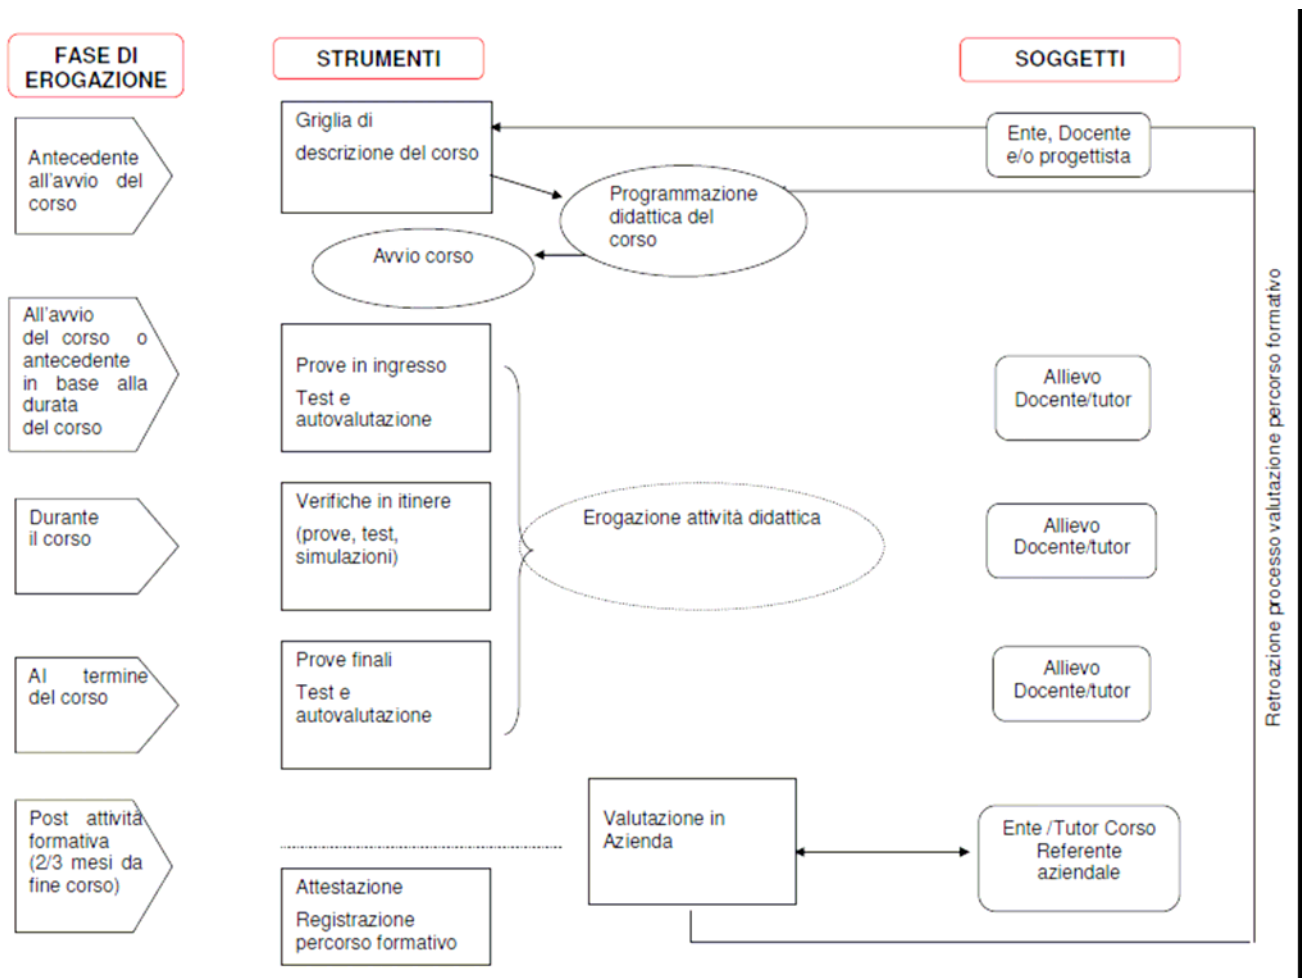 FASE DI
EROGAZIONE
STRUMENTI
SOGGETTI
Antecedente
all'avvio del
corso
Griglia di
descrizione del corso
Programmazione
didattica del
corso
Avvio corso
Ente, Docente
e/o progettista
All'avvio
del corso o
antecedente
in base alla
durata
del corso
Prove in ingresso
Test e
autovalutazione
Allievo
Docente/tutor
Durante
il corso
Verifiche in itinere
(prove, test,
simulazioni)
Erogazione attività didattica
Allievo
Docente/tutor
Al termine
del corso
Prove finali
Test e
autovalutazione
Allievo
Docente/tutor
Post attività
formativa
(2/3 mesi da
fine corso)
Valutazione in
Azienda
Ente /Tutor Corso
Referente
aziendale
Attestazione
Registrazione
percorso formativo
Retroazione processo valutazione percorso formativo